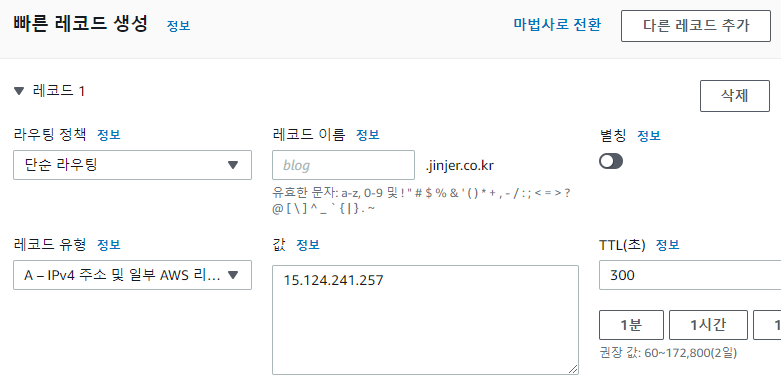 빠른 레코드 생성 정보 마법사로 전환 다른 레코드 추가
▼ 레코드 1 삭제
라우팅 정책 정보 레코드 이름 정보 별칭 정보
단순 라우팅 blog .jinjer.co.kr
유효한 문자: a-z, 0-9 및 ! " # $ % & ' ( ) * + , - / : ; < = > ?
@ [ \ ] ^ _ ` { | } . ~
레코드 유형 정보 값 정보 TTL(초) 정보
A – IPv4 주소 및 일부 AWS 리... 15.124.241.257 300
1분 1시간 1
권장 값: 60~172,800(2일)